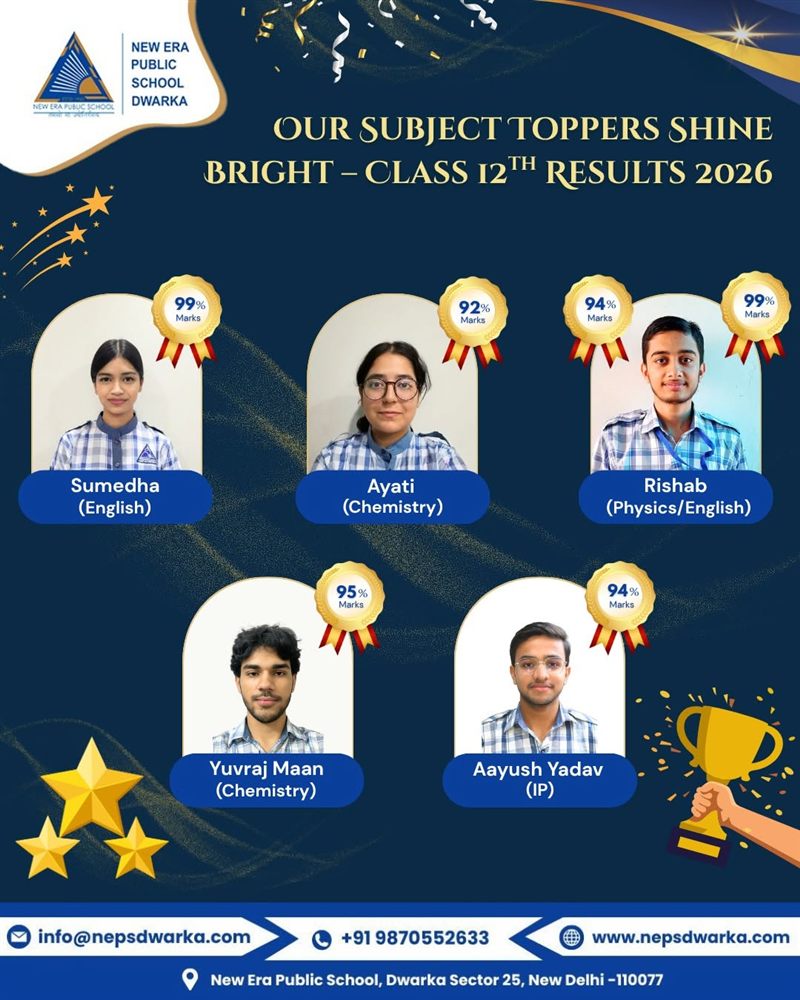 NEW ERA
PUBLIC
SCHOOL
DWARKA
NEW ERA PUBLIC SCHOOL
OUR SUBJECT TOPPERS SHINE
BRIGHT – CLASS 12TH RESULTS 2026
99%
Marks
Sumedha
(English)
92%
Marks
Ayati
(Chemistry)
94%
Marks
99%
Marks
Rishab
(Physics/English)
95%
Marks
Yuvraj Maan
(Chemistry)
94%
Marks
Aayush Yadav
(IP)
info@nepsdwarka.com
+91 9870552633
www.nepsdwarka.com
New Era Public School, Dwarka Sector 25, New Delhi -110077